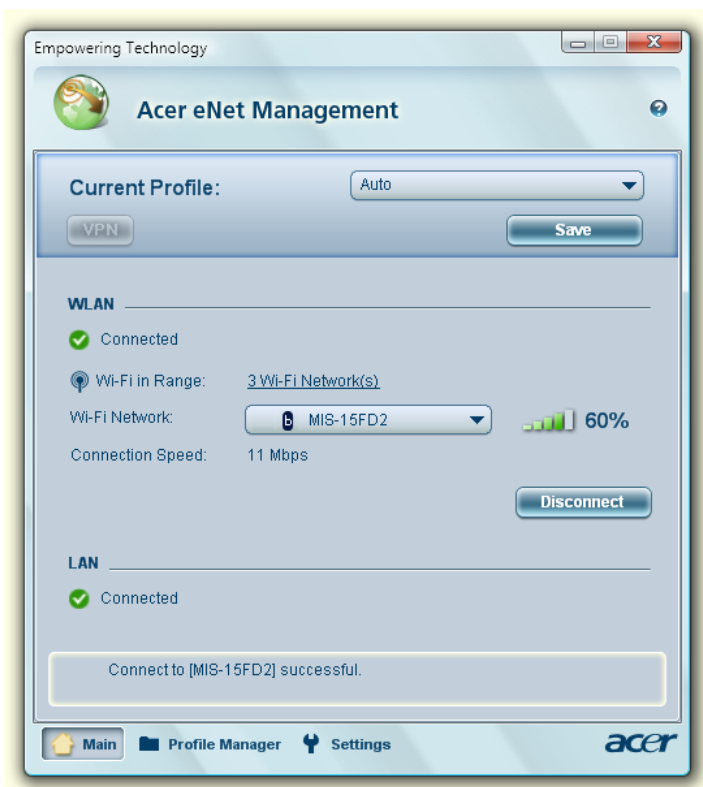 Empowering Technology
Acer eNet Management
Current Profile: Auto
VPN Save
WLAN
Connected
Wi-Fi in Range: 3 Wi-Fi Network(s)
Wi-Fi Network: b MIS-15FD2 60%
Connection Speed: 11 Mbps
Disconnect
LAN
Connected
Connect to [MIS-15FD2] successful.
Main Profile Manager Settings acer